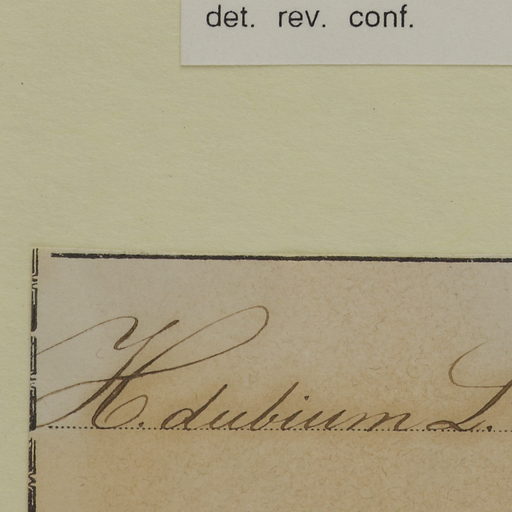 det. rev. conf.
H. dubium L.